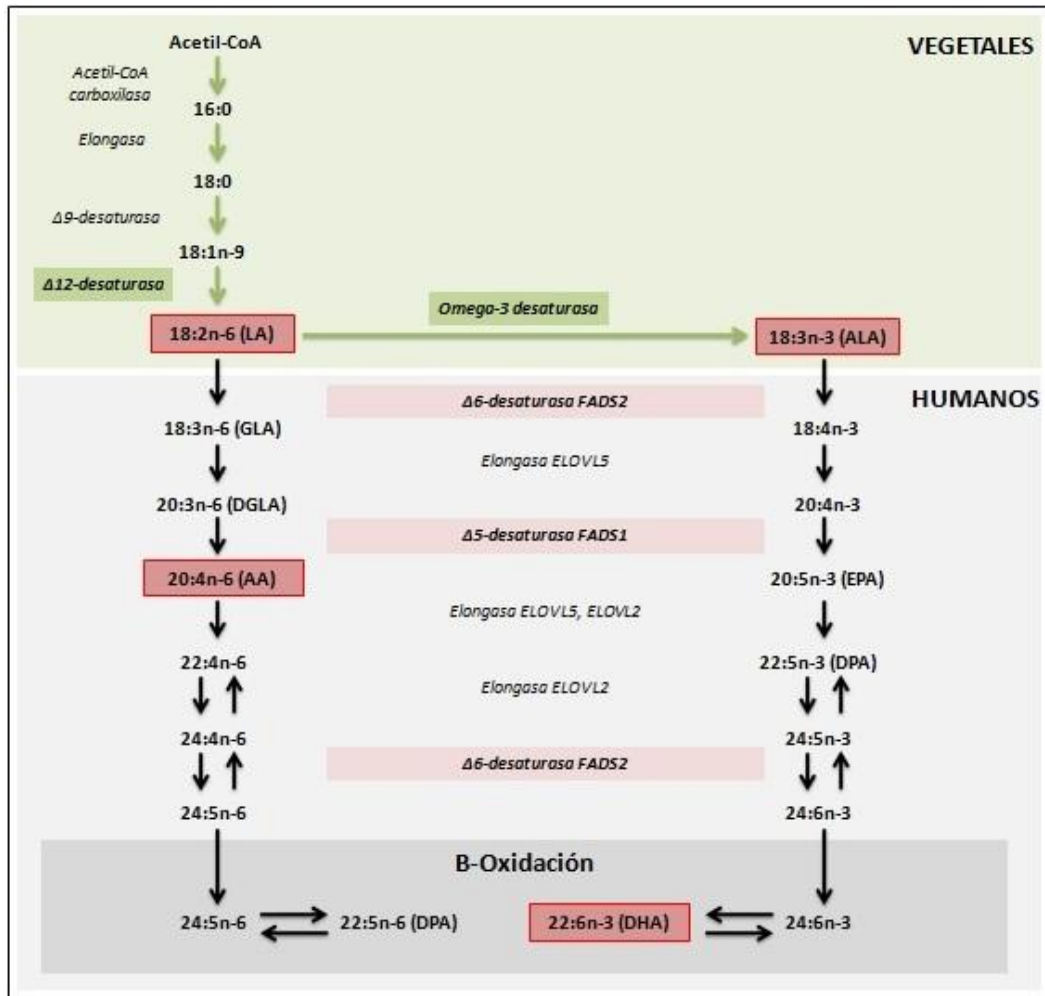 Acetil-CoA
VEGETALES
Acetil-CoA
carboxilasa
16:0
Elongasa
18:0
Δ9-desaturasa
18:1n-9
Δ12-desaturasa
Omega-3 desaturasa
18:2n-6 (LA)
18:3n-3 (ALA)
HUMANOS
Δ6-desaturasa FADS2
18:3n-6 (GLA)
18:4n-3
Elongasa ELOVL5
20:3n-6 (DGLA)
20:4n-3
Δ5-desaturasa FADS1
20:4n-6 (AA)
20:5n-3 (EPA)
Elongasa ELOVL5, ELOVL2
22:4n-6
22:5n-3 (DPA)
Elongasa ELOVL2
24:4n-6
24:5n-3
Δ6-desaturasa FADS2
24:5n-6
24:6n-3
B-Oxidación
24:5n-6
22:5n-6 (DPA)
22:6n-3 (DHA)
24:6n-3